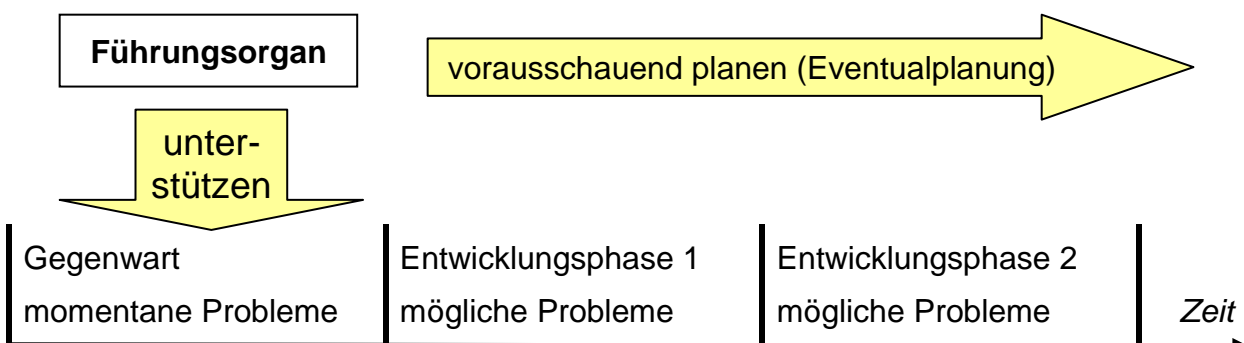 Führungsorgan
vorausschauend planen (Eventualplanung)
unter-
stützen
Gegenwart
momentane Probleme
Entwicklungsphase 1
mögliche Probleme
Entwicklungsphase 2
mögliche Probleme
Zeit